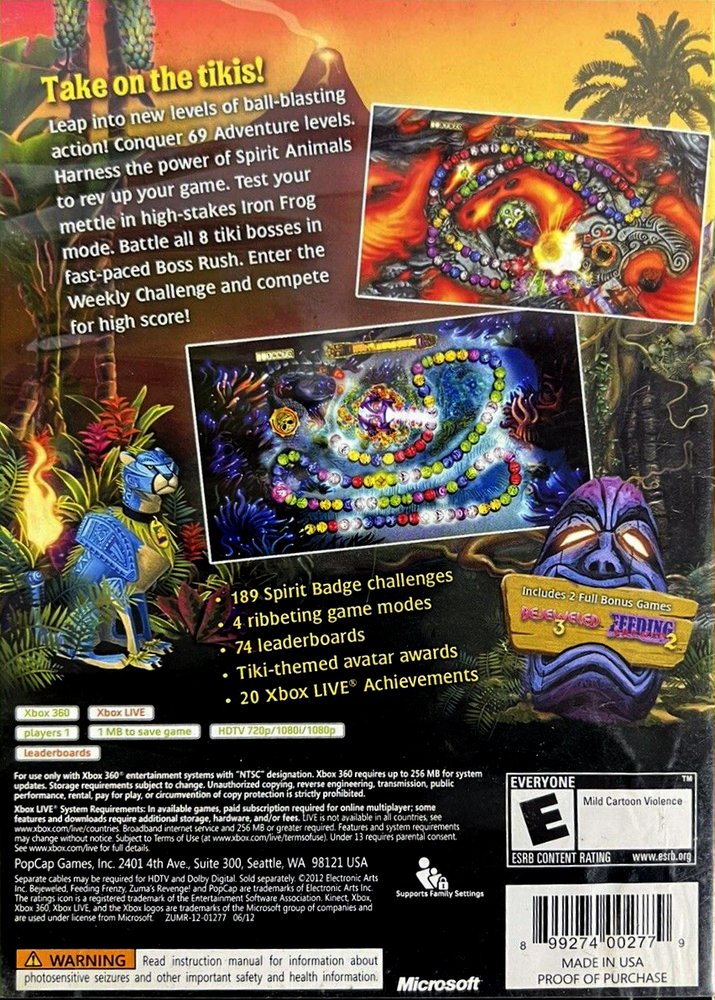 Take on the tikis!
Leap into new levels of ball-blasting
action! Conquer 69 Adventure levels.
Harness the power of Spirit Animals
to rev up your game. Test your
mettle in high-stakes Iron Frog
mode. Battle all 8 tiki bosses in
fast-paced Boss Rush. Enter the
Weekly Challenge and compete
for high score!
• 189 Spirit Badge challenges
• 4 ribbeting game modes
• 74 leaderboards
• Tiki-themed avatar awards
• 20 Xbox LIVE® Achievements
Includes 2 Full Bonus Games
BEJEWELED 3
FEEDING 2
Xbox 360 Xbox LIVE
players 1 1 MB to save game HDTV 720p/1080i/1080p
leaderboards
For use only with Xbox 360® entertainment systems with "NTSC" designation. Xbox 360 requires up to 256 MB for system
updates. Storage requirements subject to change. Unauthorized copying, reverse engineering, transmission, public
performance, rental, pay for play, or circumvention of copy protection is strictly prohibited.
Xbox LIVE® System Requirements: In available games, paid subscription required for online multiplayer; some
features and downloads require additional storage, hardware, and/or fees. LIVE is not available in all countries; see
www.xbox.com/live/countries. Broadband internet service and 256 MB or greater required. Features and system requirements
may change without notice. Subject to Terms of Use (at www.xbox.com/live/termsofuse). Under 13 requires parental consent.
See www.xbox.com/live for full details.
PopCap Games, Inc. 2401 4th Ave., Suite 300, Seattle, WA 98121 USA
Separate cables may be required for HDTV and Dolby Digital. Sold separately. ©2012 Electronic Arts
Inc. Bejeweled, Feeding Frenzy, Zuma's Revenge! and PopCap are trademarks of Electronic Arts Inc.
The ratings icon is a registered trademark of the Entertainment Software Association. Kinect, Xbox,
Xbox 360, Xbox LIVE, and the Xbox logos are trademarks of the Microsoft group of companies and
are used under license from Microsoft. ZUMR-12-01277 06/12
Supports Family Settings
EVERYONE ™
E
Mild Cartoon Violence
ESRB CONTENT RATING www.esrb.org
8 99274 00277 9
MADE IN USA
PROOF OF PURCHASE
WARNING Read instruction manual for information about
photosensitive seizures and other important safety and health information.
Microsoft